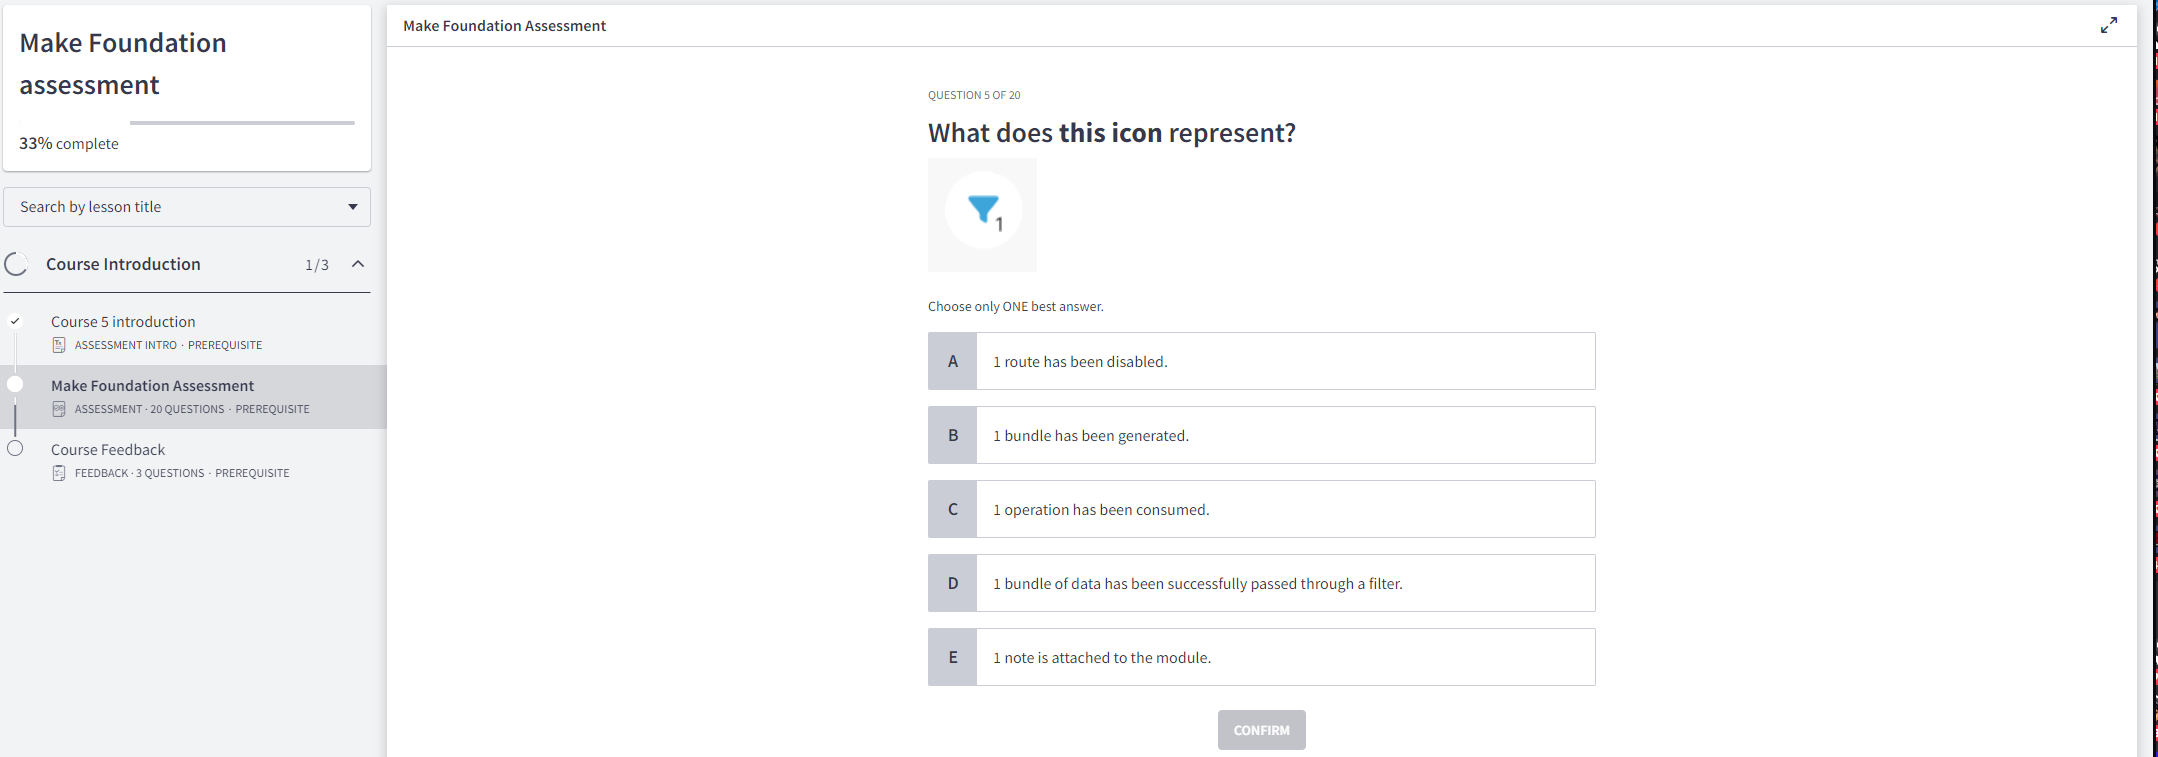 Make Foundation
assessment
33% complete
Search by lesson title
Course Introduction 1/3
Course 5 introduction
ASSESSMENT INTRO · PREREQUISITE
Make Foundation Assessment
ASSESSMENT · 20 QUESTIONS · PREREQUISITE
Course Feedback
FEEDBACK · 3 QUESTIONS · PREREQUISITE
Make Foundation Assessment
QUESTION 5 OF 20
What does this icon represent?
1
Choose only ONE best answer.
A 1 route has been disabled.
B 1 bundle has been generated.
C 1 operation has been consumed.
D 1 bundle of data has been successfully passed through a filter.
E 1 note is attached to the module.
CONFIRM